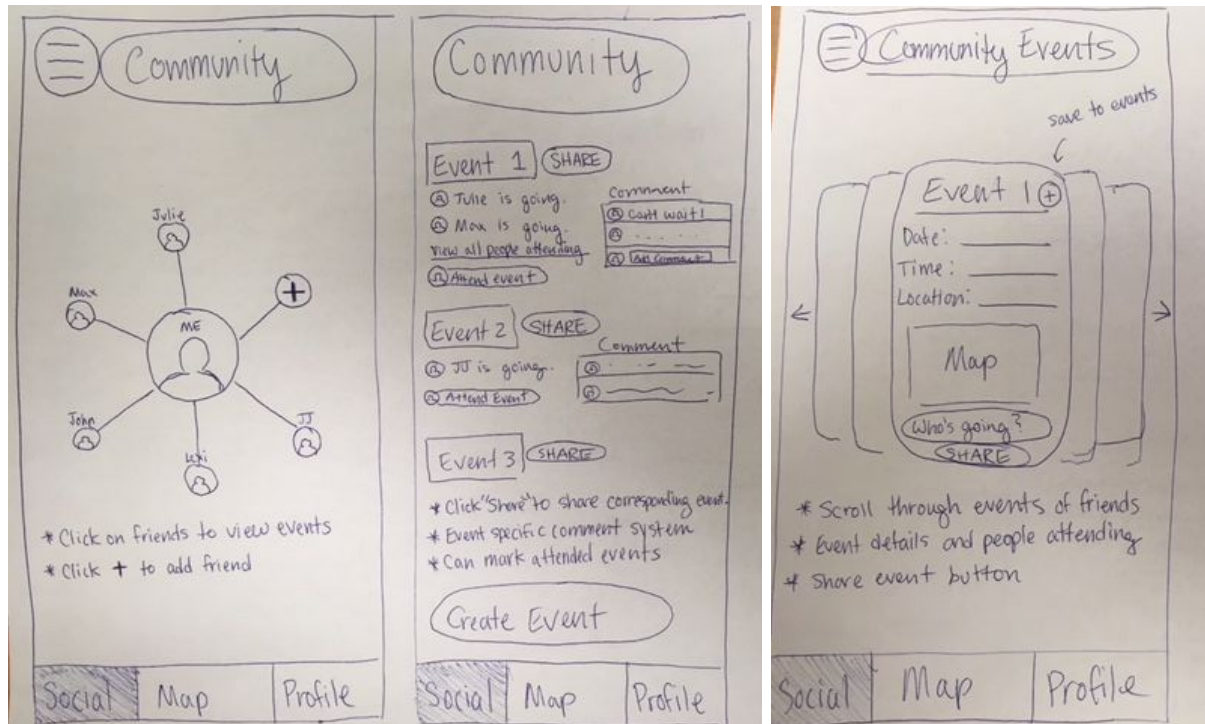 Community
Julie
Max
+
ME
John
JJ
Lexi
* Click on friends to view events
* Click + to add friend
Social Map Profile
Community
Event 1 SHARE
Julie is going.
Max is going.
view all people attending
Attend event
Comment
Can't wait!
Add Comment
Event 2 SHARE
JJ is going.
Attend Event
Comment
Event 3 SHARE
* Click "Share" to share corresponding event.
* Event specific comment system
* Can mark attended events
Create Event
Social Map Profile
Community Events
save to events
Event 1 +
Date:
Time:
Location:
Map
Who's going?
SHARE
* Scroll through events of friends
* Event details and people attending
* Share event button
Social Map Profile